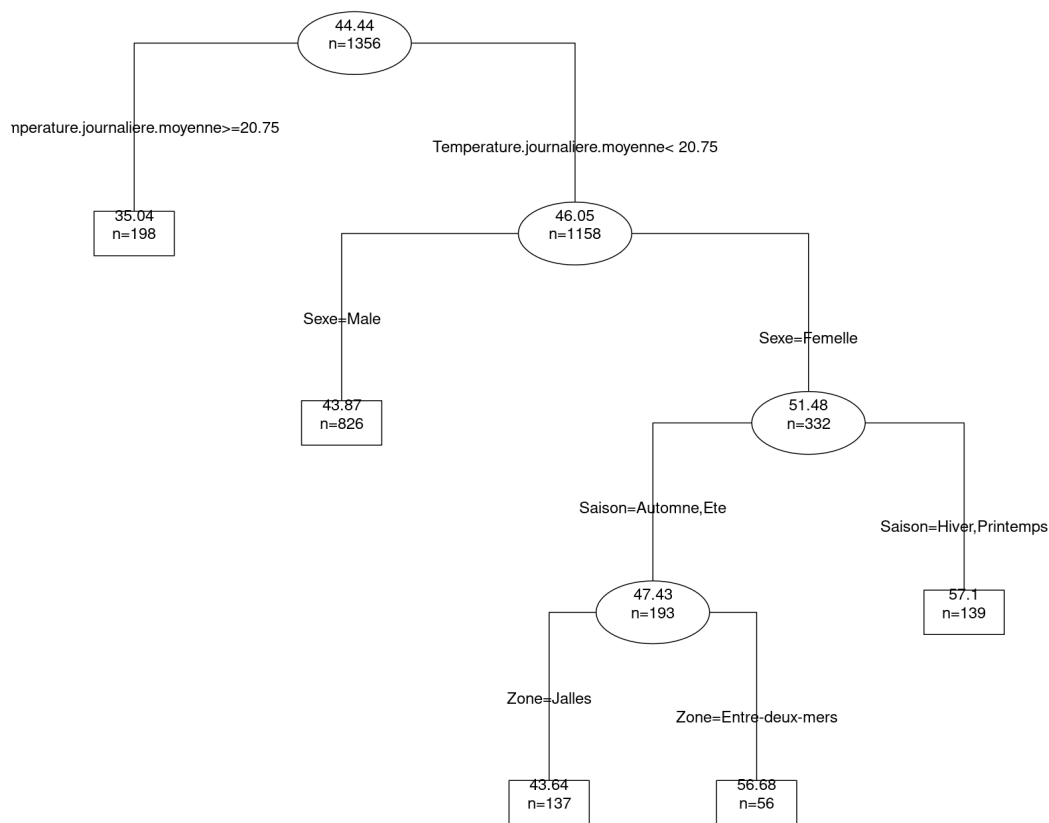 44.44
n=1356
mperature.journaliere.moyenne>=20.75
Temperature.journaliere.moyenne< 20.75
35.04
n=198
46.05
n=1158
Sexe=Male
Sexe=Femelle
43.87
n=826
51.48
n=332
Saison=Automne,Ete
Saison=Hiver,Printemps
47.43
n=193
57.1
n=139
Zone=Jalles
Zone=Entre-deux-mers
43.64
n=137
56.68
n=56